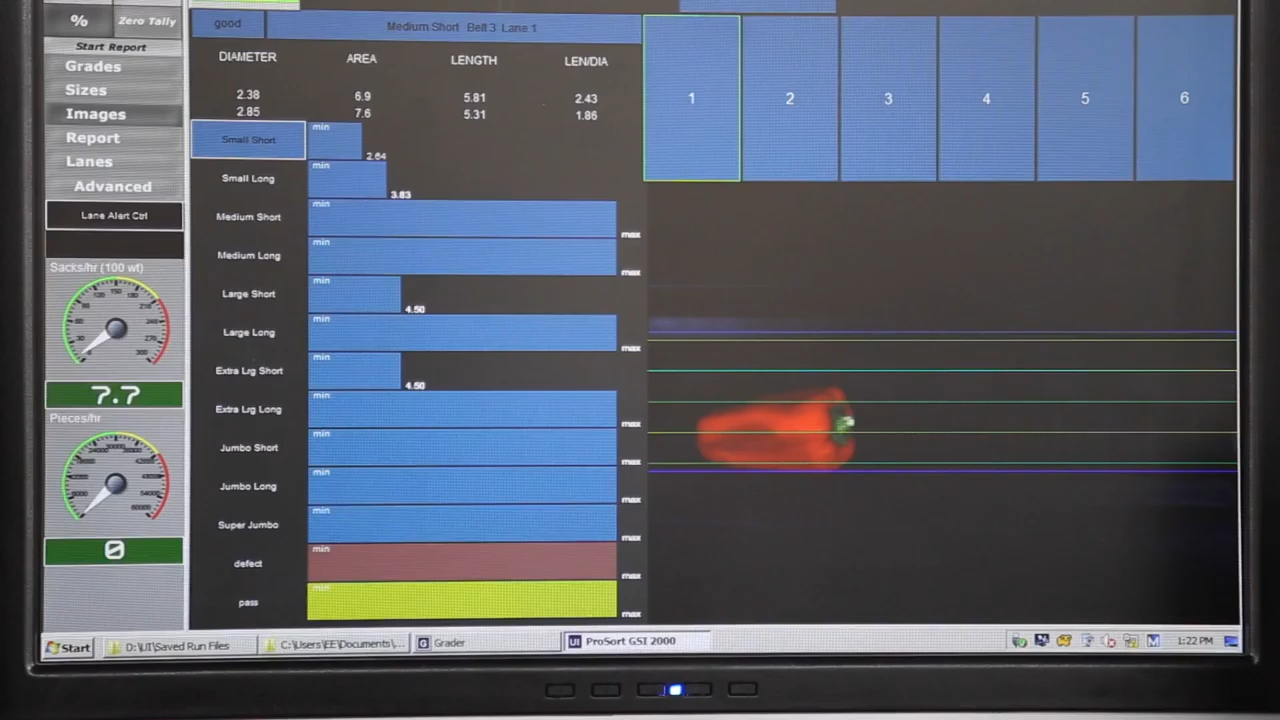 %
Zero Tally
good
Medium Short Belt 3 Lane 1
Start Report
Grades
Sizes
Images
Report
Lanes
Advanced
Lane Alert Ctrl
Sacks/hr (100 wt)
7.7
Pieces/hr
0
DIAMETER AREA LENGTH LEN/DIA
2.38 6.9 5.81 2.43
2.85 7.6 5.31 1.86
Small Short min 2.64
Small Long min 3.83
Medium Short min max
Medium Long min max
Large Short min 4.50
Large Long min max
Extra Lrg Short min 4.50
Extra Lrg Long min max
Jumbo Short min max
Jumbo Long min max
Super Jumbo min max
defect min max
pass min max
1 2 3 4 5 6
Start D:\UI\Saved Run Files C:\Users\EE\Documents\... Grader UI ProSort GSI 2000 1:22 PM